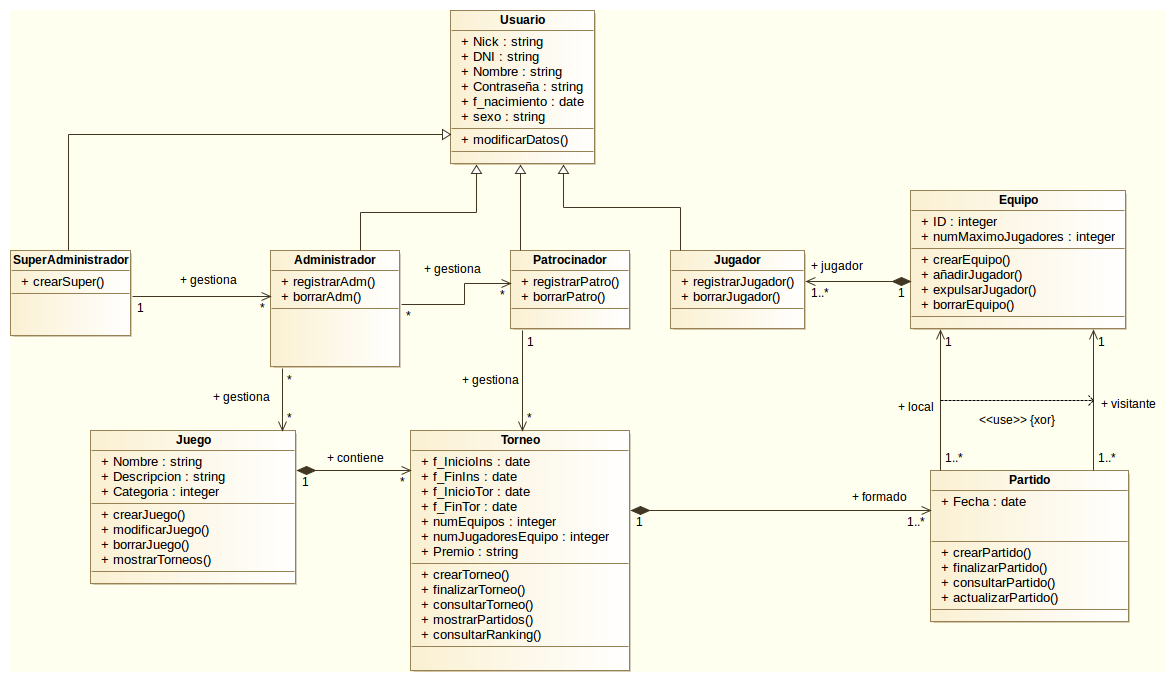 Usuario
+ Nick : string
+ DNI : string
+ Nombre : string
+ Contraseña : string
+ f_nacimiento : date
+ sexo : string
+ modificarDatos()
SuperAdministrador
+ crearSuper()
+ gestiona
1
*
Administrador
+ registrarAdm()
+ borrarAdm()
+ gestiona
*
*
Patrocinador
+ registrarPatro()
+ borrarPatro()
Jugador
+ registrarJugador()
+ borrarJugador()
+ jugador
1..*
1
Equipo
+ ID : integer
+ numMaximoJugadores : integer
+ crearEquipo()
+ añadirJugador()
+ expulsarJugador()
+ borrarEquipo()
*
+ gestiona
*
1
+ gestiona
*
1
+ local
1..*
<<use>> {xor}
1
+ visitante
1..*
Juego
+ Nombre : string
+ Descripcion : string
+ Categoria : integer
+ crearJuego()
+ modificarJuego()
+ borrarJuego()
+ mostrarTorneos()
+ contiene
1
*
Torneo
+ f_InicioIns : date
+ f_FinIns : date
+ f_InicioTor : date
+ f_FinTor : date
+ numEquipos : integer
+ numJugadoresEquipo : integer
+ Premio : string
+ crearTorneo()
+ finalizarTorneo()
+ consultarTorneo()
+ mostrarPartidos()
+ consultarRanking()
+ formado
1
1..*
Partido
+ Fecha : date
+ crearPartido()
+ finalizarPartido()
+ consultarPartido()
+ actualizarPartido()